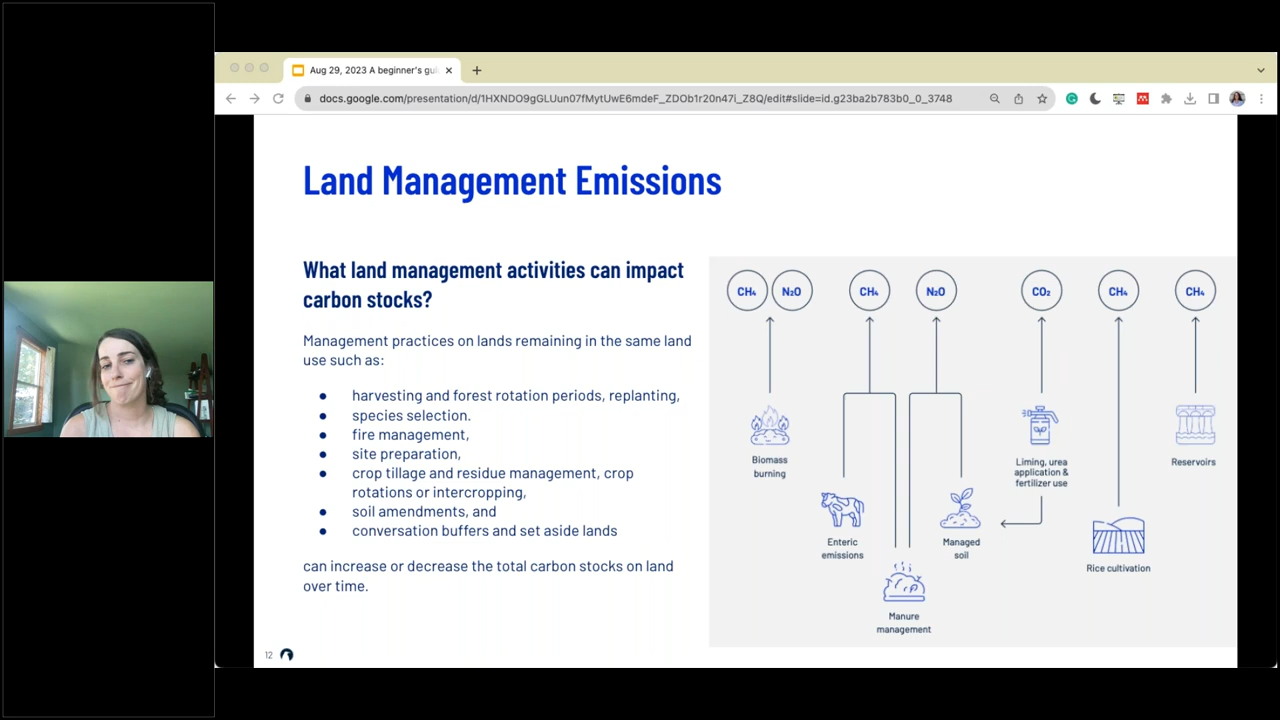 Aug 29, 2023 A beginner's gui
docs.google.com/presentation/d/1HXNDO9gGLUun07fMytUwE6mdeF_ZDOb1r20n47i_Z8Q/edit#slide=id.g23ba2b783b0_0_3748
Land Management Emissions
What land management activities can impact
carbon stocks?
Management practices on lands remaining in the same land
use such as:
● harvesting and forest rotation periods, replanting,
● species selection.
● fire management,
● site preparation,
● crop tillage and residue management, crop
rotations or intercropping,
● soil amendments, and
● conversation buffers and set aside lands
can increase or decrease the total carbon stocks on land
over time.
12
CH₄ N₂O CH₄ N₂O CO₂ CH₄ CH₄
Biomass
burning
Enteric
emissions
Manure
management
Managed
soil
Liming, urea
application &
fertilizer use
Rice cultivation
Reservoirs